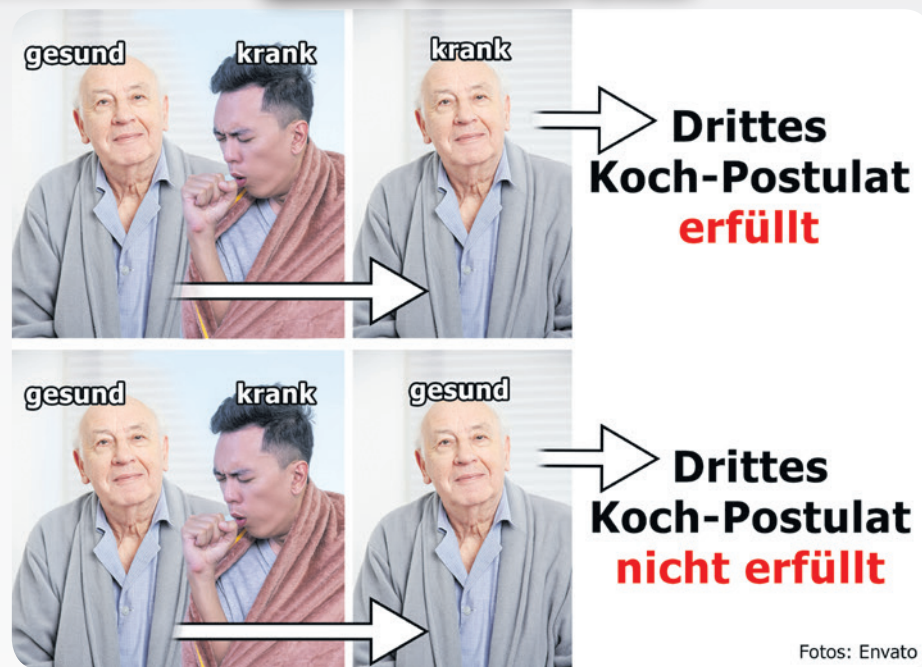 gesund
krank
krank
Drittes
Koch-Postulat
erfüllt
gesund
krank
gesund
Drittes
Koch-Postulat
nicht erfüllt
Fotos: Envato